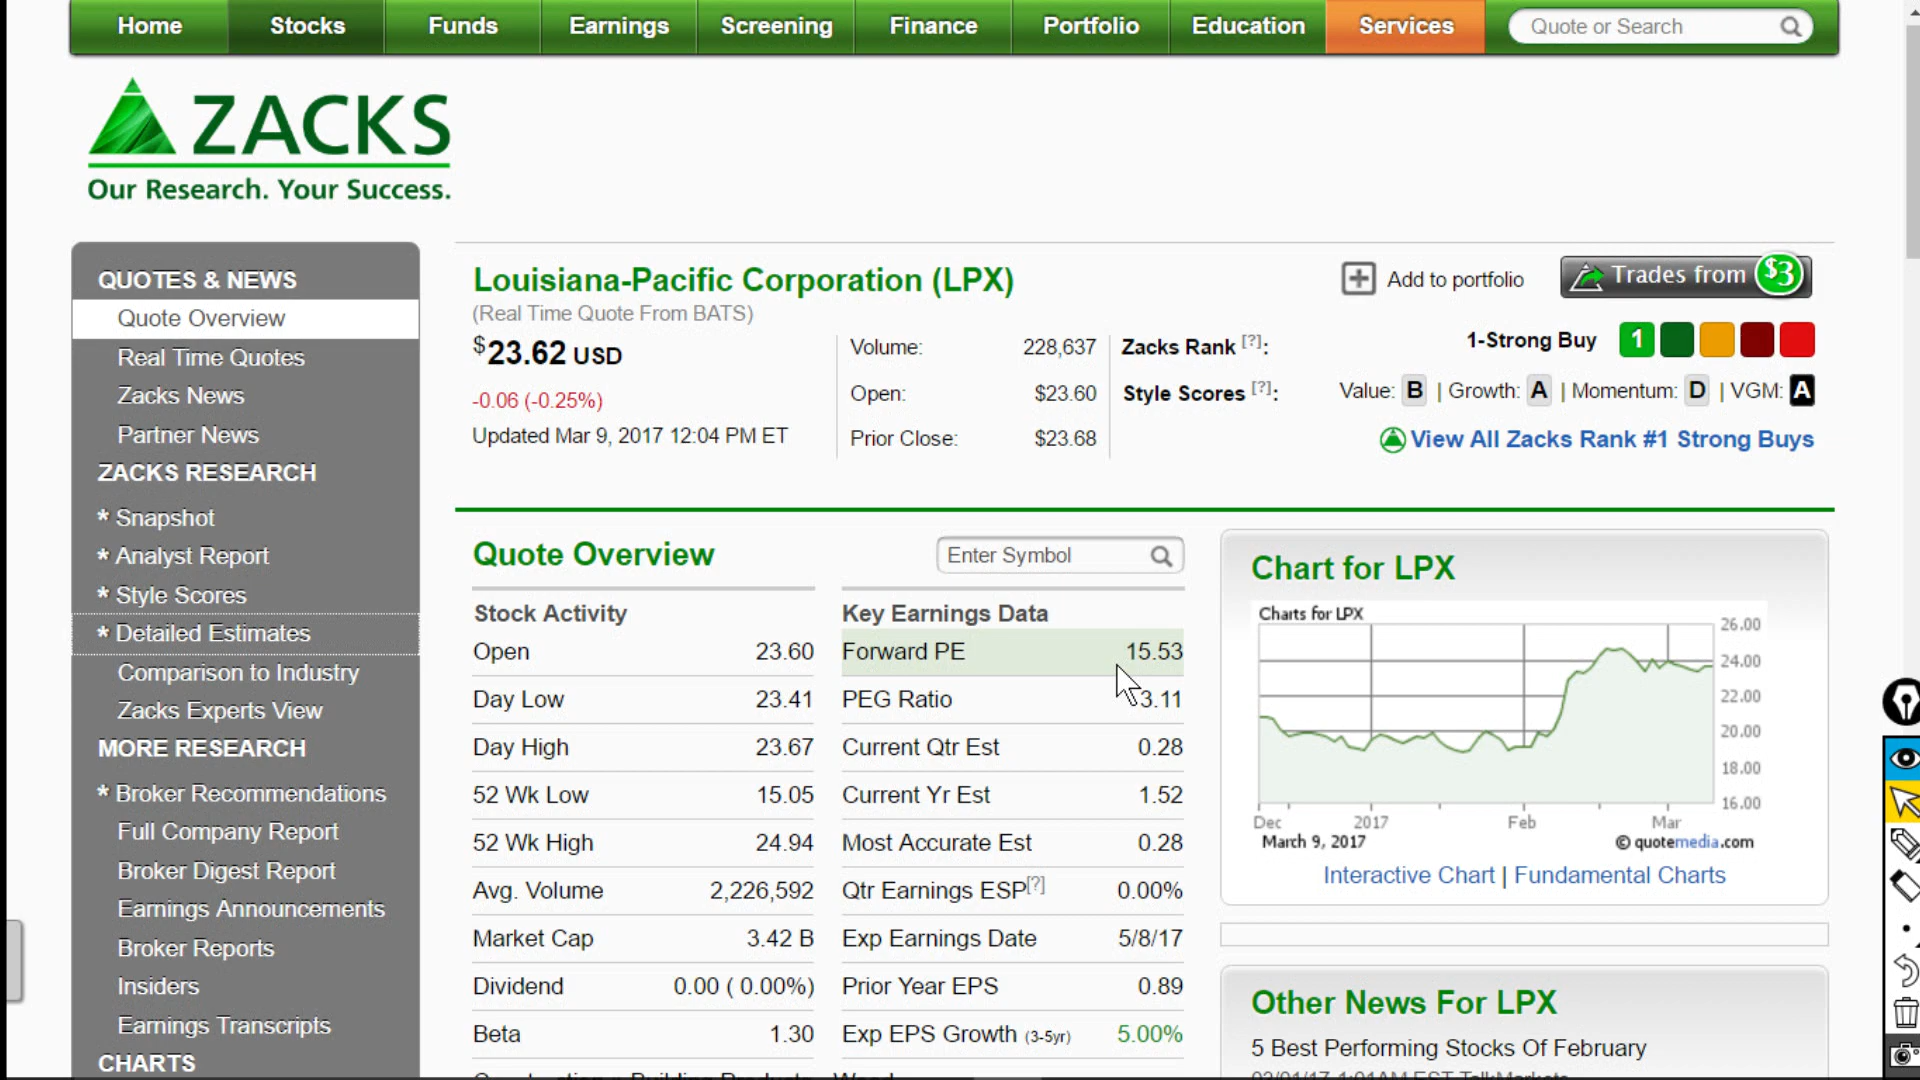 Home Stocks Funds Earnings Screening Finance Portfolio Education Services Quote or Search
ZACKS
Our Research. Your Success.
QUOTES & NEWS
Quote Overview
Real Time Quotes
Zacks News
Partner News
ZACKS RESEARCH
* Snapshot
* Analyst Report
* Style Scores
* Detailed Estimates
Comparison to Industry
Zacks Experts View
MORE RESEARCH
* Broker Recommendations
Full Company Report
Broker Digest Report
Earnings Announcements
Broker Reports
Insiders
Earnings Transcripts
CHARTS
Louisiana-Pacific Corporation (LPX)
(Real Time Quote From BATS)
$23.62 USD
-0.06 (-0.25%)
Updated Mar 9, 2017 12:04 PM ET
Volume: 228,637
Open: $23.60
Prior Close: $23.68
Add to portfolio
Trades from $3
Zacks Rank [?]: 1-Strong Buy 1
Style Scores [?]: Value: B | Growth: A | Momentum: D | VGM: A
View All Zacks Rank #1 Strong Buys
Quote Overview
Enter Symbol
Stock Activity
Open 23.60
Day Low 23.41
Day High 23.67
52 Wk Low 15.05
52 Wk High 24.94
Avg. Volume 2,226,592
Market Cap 3.42 B
Dividend 0.00 ( 0.00%)
Beta 1.30
Key Earnings Data
Forward PE 15.53
PEG Ratio 3.11
Current Qtr Est 0.28
Current Yr Est 1.52
Most Accurate Est 0.28
Qtr Earnings ESP[?] 0.00%
Exp Earnings Date 5/8/17
Prior Year EPS 0.89
Exp EPS Growth (3-5yr) 5.00%
Chart for LPX
Charts for LPX
26.00
24.00
22.00
20.00
18.00
16.00
Dec 2017 Feb Mar
March 9, 2017 © quotemedia.com
Interactive Chart | Fundamental Charts
Other News For LPX
5 Best Performing Stocks Of February